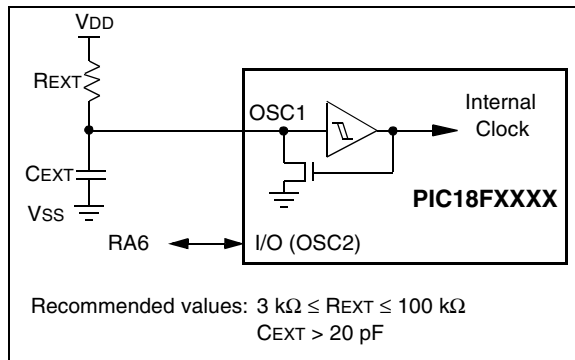 VDD
REXT
OSC1
Internal
Clock
CEXT
PIC18FXXXX
VSS
RA6
I/O (OSC2)
Recommended values: 3 kΩ ≤ REXT ≤ 100 kΩ
CEXT > 20 pF